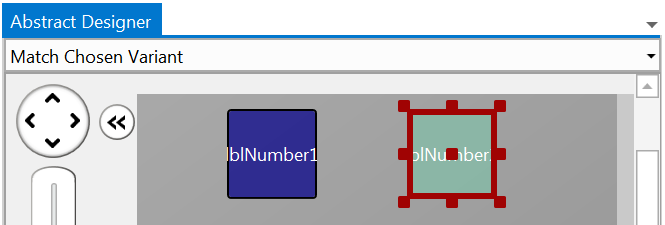 Abstract Designer
Match Chosen Variant
lblNumber1